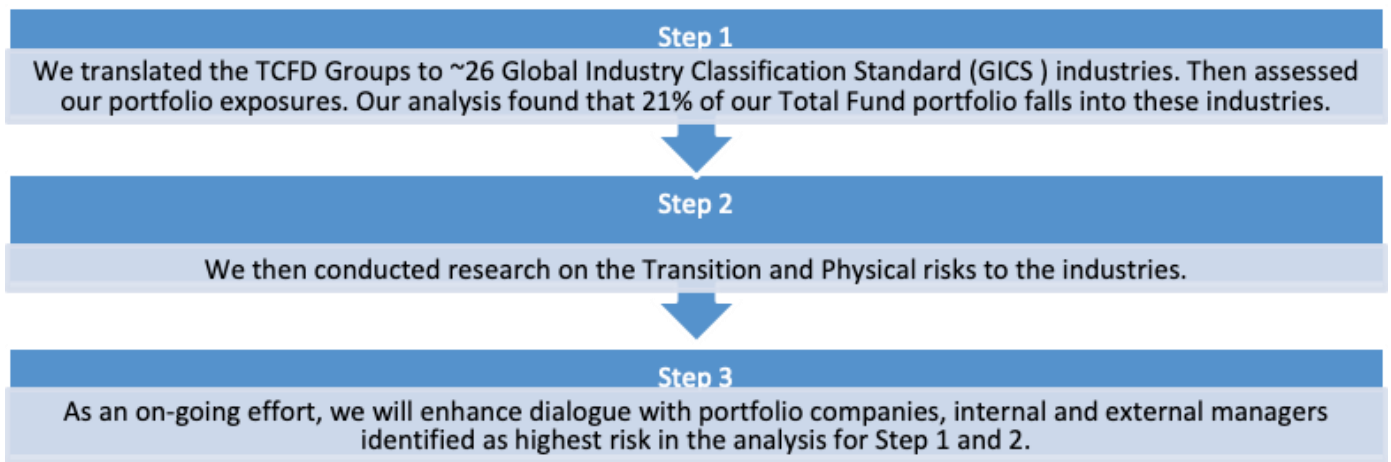 Step 1
We translated the TCFD Groups to ~26 Global Industry Classification Standard (GICS ) industries. Then assessed
our portfolio exposures. Our analysis found that 21% of our Total Fund portfolio falls into these industries.
Step 2
We then conducted research on the Transition and Physical risks to the industries.
Step 3
As an on-going effort, we will enhance dialogue with portfolio companies, internal and external managers
identified as highest risk in the analysis for Step 1 and 2.